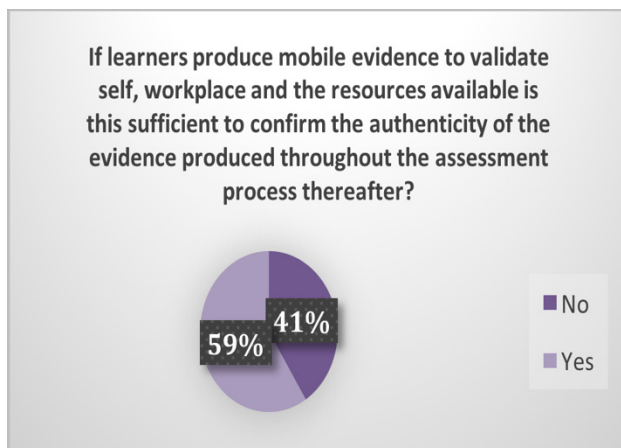 If learners produce mobile evidence to validate
self, workplace and the resources available is
this sufficient to confirm the authenticity of the
evidence produced throughout the assessment
process thereafter?
41%
59%
No
Yes